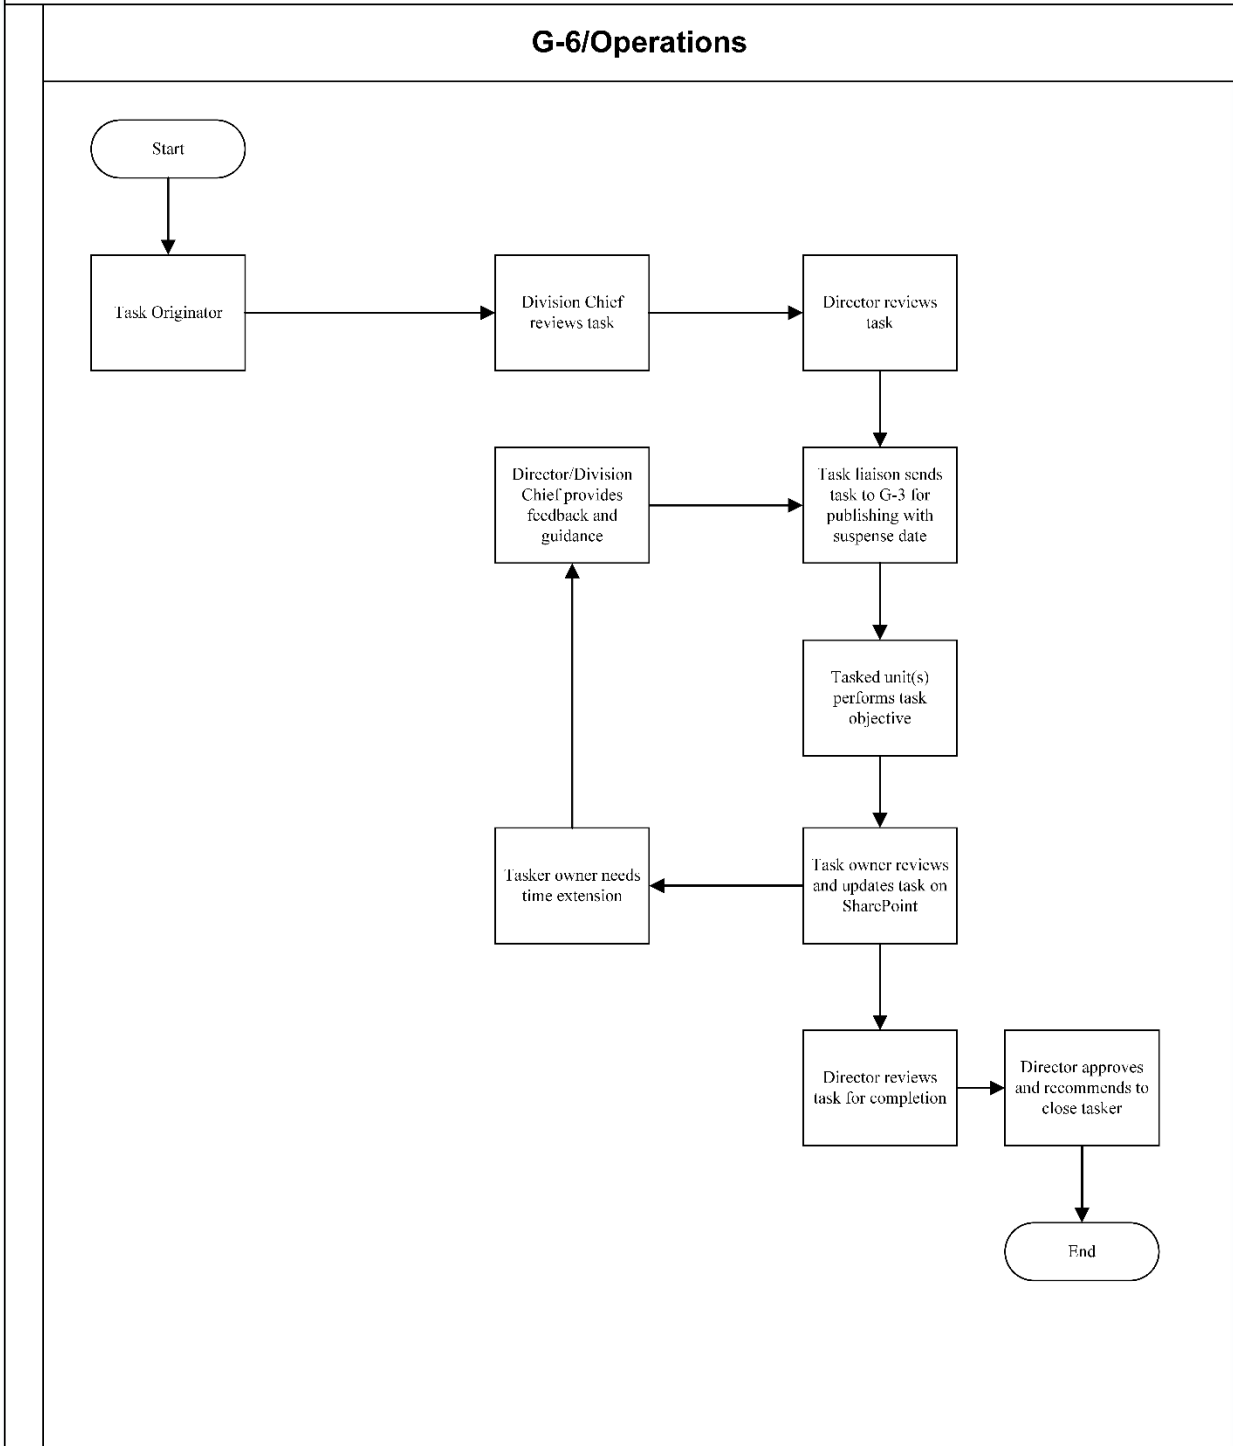 G-6/Operations
Start
Task Originator
Division Chief
reviews task
Director reviews
task
Director/Division
Chief provides
feedback and
guidance
Task liaison sends
task to G-3 for
publishing with
suspense date
Tasked unit(s)
performs task
objective
Tasker owner needs
time extension
Task owner reviews
and updates task on
SharePoint
Director reviews
task for completion
Director approves
and recommends to
close tasker
End